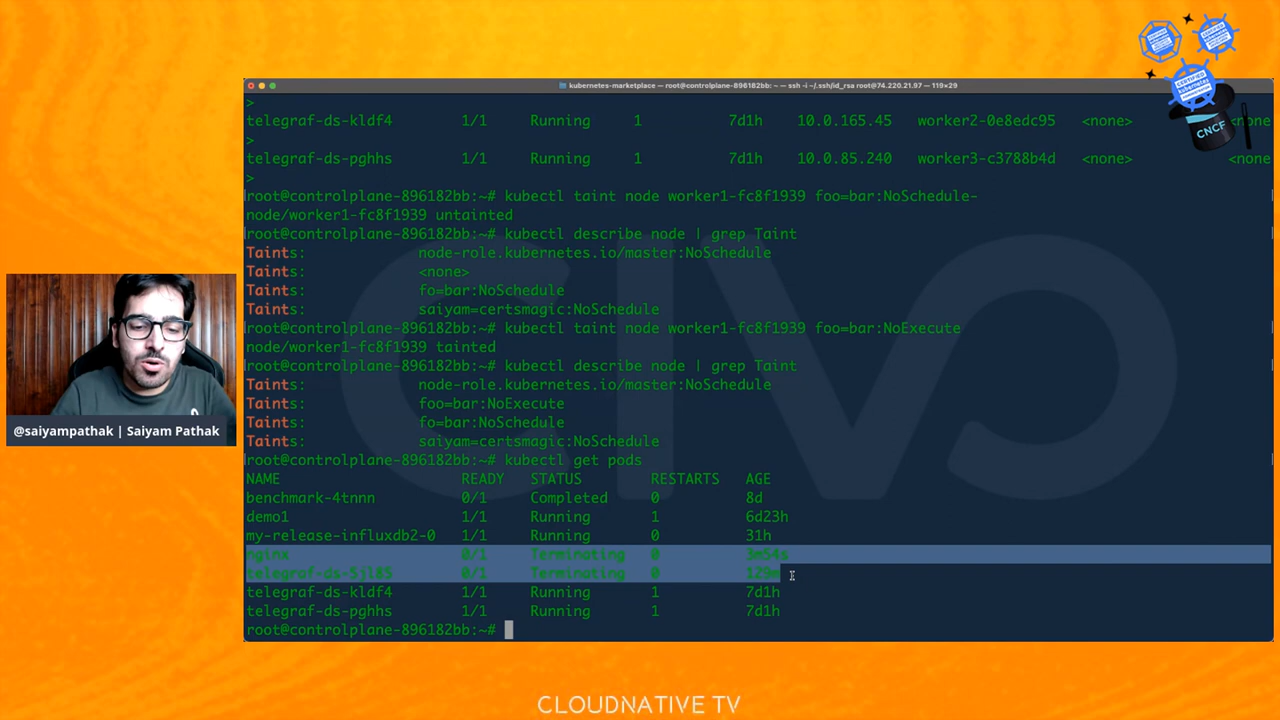 kubernetes-marketplace — root@controlplane-896182bb: ~ — ssh -i ~/.ssh/id_rsa root@74.220.21.97 — 119×29
>
telegraf-ds-kldf4 1/1 Running 1 7d1h 10.0.165.45 worker2-0e8edc95 <none> <none
>
telegraf-ds-pghhs 1/1 Running 1 7d1h 10.0.85.240 worker3-c3788b4d <none> <none
>
root@controlplane-896182bb:~# kubectl taint node worker1-fc8f1939 foo=bar:NoSchedule-
node/worker1-fc8f1939 untainted
root@controlplane-896182bb:~# kubectl describe node | grep Taint
Taints: node-role.kubernetes.io/master:NoSchedule
Taints: <none>
Taints: fo=bar:NoSchedule
Taints: saiyam=certsmagic:NoSchedule
root@controlplane-896182bb:~# kubectl taint node worker1-fc8f1939 foo=bar:NoExecute
node/worker1-fc8f1939 tainted
root@controlplane-896182bb:~# kubectl describe node | grep Taint
Taints: node-role.kubernetes.io/master:NoSchedule
Taints: foo=bar:NoExecute
Taints: fo=bar:NoSchedule
Taints: saiyam=certsmagic:NoSchedule
root@controlplane-896182bb:~# kubectl get pods
NAME READY STATUS RESTARTS AGE
benchmark-4tnnn 0/1 Completed 0 8d
demo1 1/1 Running 1 6d23h
my-release-influxdb2-0 1/1 Running 0 31h
nginx 0/1 Terminating 0 3m54s
telegraf-ds-5jl85 0/1 Terminating 0 129m
telegraf-ds-kldf4 1/1 Running 1 7d1h
telegraf-ds-pghhs 1/1 Running 1 7d1h
root@controlplane-896182bb:~#
CIVO
@saiyampathak | Saiyam Pathak
CNCF
CERTIFIED
kubernetes
CLOUDNATIVE TV